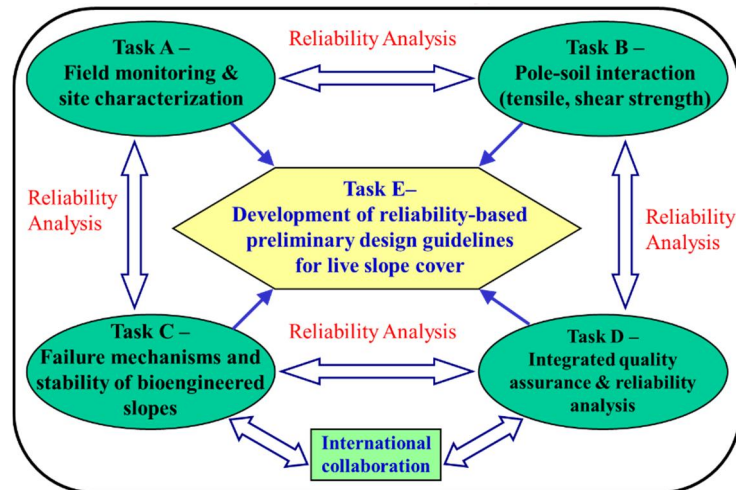 Task A –
Field monitoring &
site characterization
Reliability Analysis
Task B –
Pole-soil interaction
(tensile, shear strength)
Reliability
Analysis
Task E–
Development of reliability-based
preliminary design guidelines
for live slope cover
Reliability
Analysis
Task C –
Failure mechanisms and
stability of bioengineered
slopes
Reliability Analysis
Task D –
Integrated quality
assurance & reliability
analysis
International
collaboration